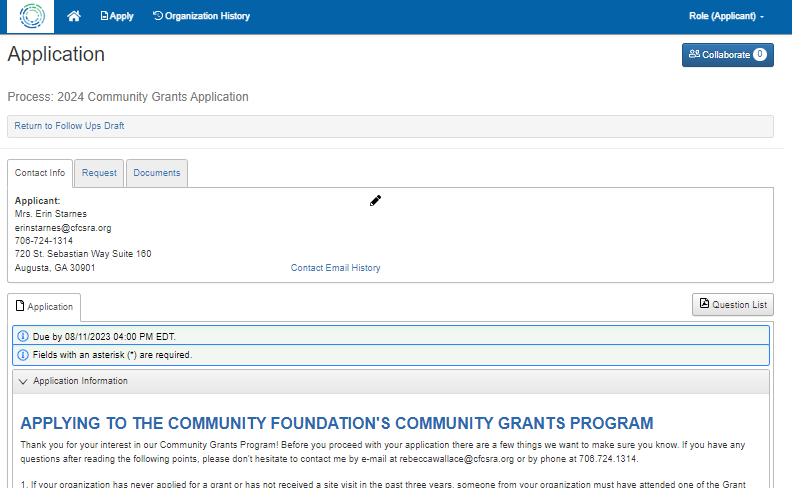 Apply
Organization History
Role (Applicant)
Application
Collaborate 0
Process: 2024 Community Grants Application
Return to Follow Ups Draft
Contact Info
Request
Documents
Applicant:
Mrs. Erin Starnes
erinstarnes@cfcsra.org
706-724-1314
720 St. Sebastian Way Suite 160
Augusta, GA 30901
Contact Email History
Application
Question List
Due by 08/11/2023 04:00 PM EDT.
Fields with an asterisk (*) are required.
Application Information
APPLYING TO THE COMMUNITY FOUNDATION'S COMMUNITY GRANTS PROGRAM
Thank you for your interest in our Community Grants Program! Before you proceed with your application there are a few things we want to make sure you know. If you have any
questions after reading the following points, please don't hesitate to contact me by e-mail at rebeccawallace@cfcsra.org or by phone at 706.724.1314.
1. If your organization has never applied for a grant or has not received a site visit in the past three years, someone from your organization must have attended one of the Grant